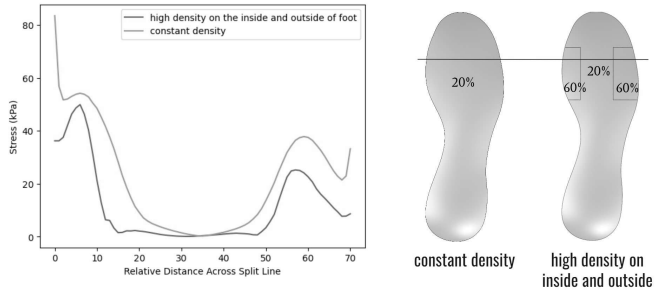 high density on the inside and outside of foot
constant density
80
60
40
20
0
Stress (kPa)
0 10 20 30 40 50 60 70
Relative Distance Across Split Line
20%
20%
60% 60%
constant density
high density on
inside and outside